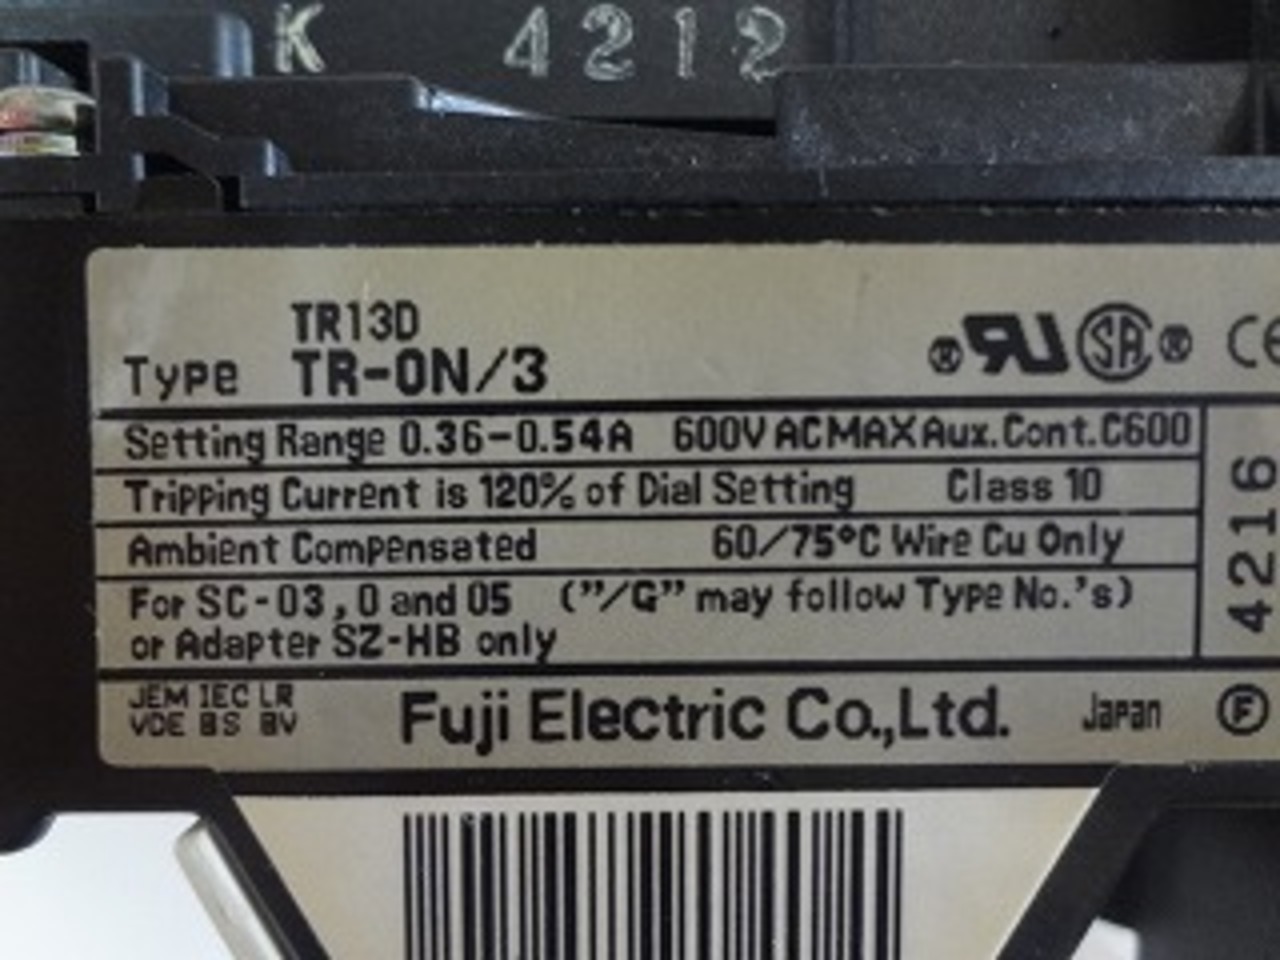 K 4212
TR13D
Type TR-0N/3
® RU SA ® CE
Setting Range 0.36-0.54A 600V AC MAX Aux. Cont. C600
Tripping Current is 120% of Dial Setting Class 10
Ambient Compensated 60/75°C Wire Cu Only
For SC-03, 0 and 05 ("/G" may follow Type No.'s)
or Adapter SZ-HB only
4216
JEM IEC LR
VDE BS BV
Fuji Electric Co.,Ltd. Japan F